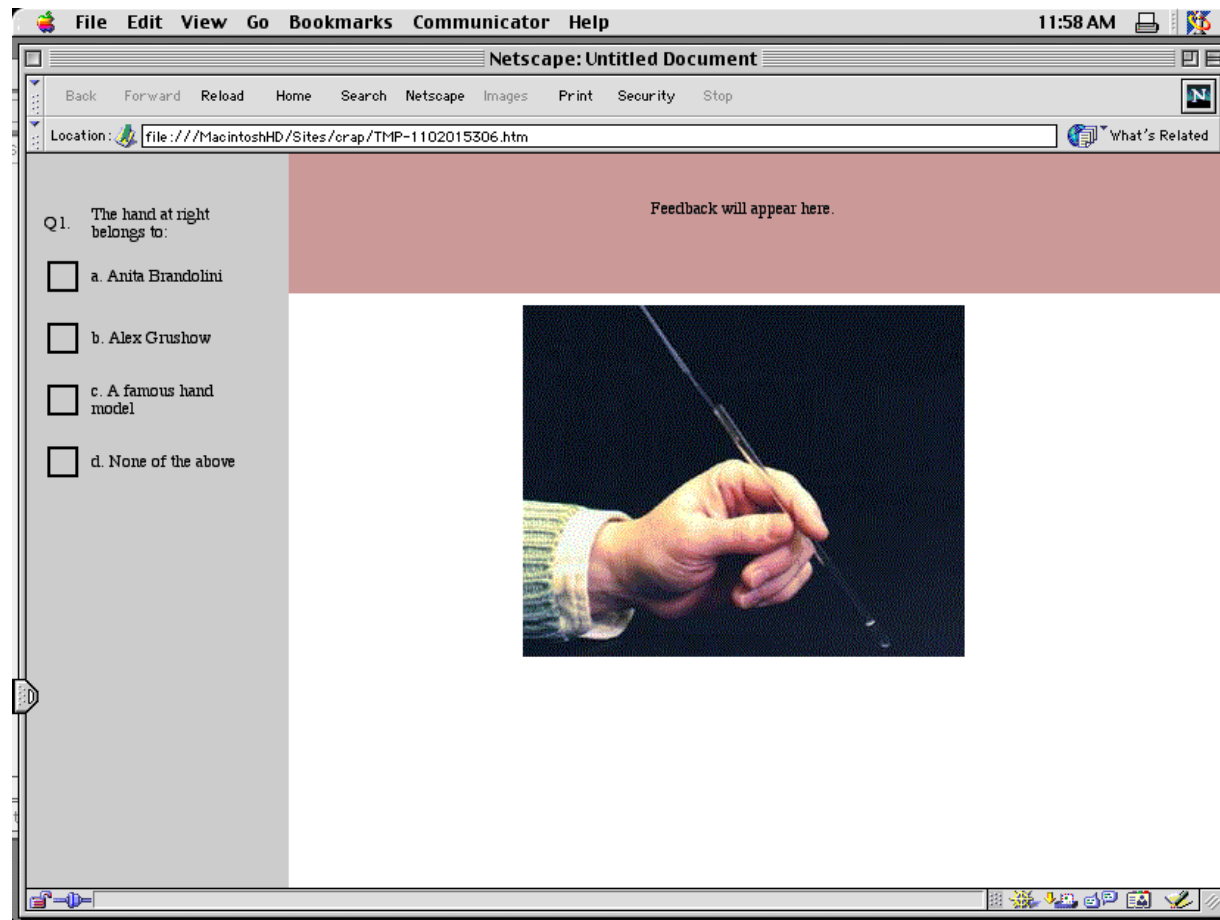 File Edit View Go Bookmarks Communicator Help 11:58 AM
Netscape: Untitled Document
Back Forward Reload Home Search Netscape Images Print Security Stop
N
Location: file:///MacintoshHD/Sites/crap/TMP-1102015306.htm What's Related
Feedback will appear here.
Q1. The hand at right
belongs to:
a. Anita Brandolini
b. Alex Grushow
c. A famous hand
model
d. None of the above